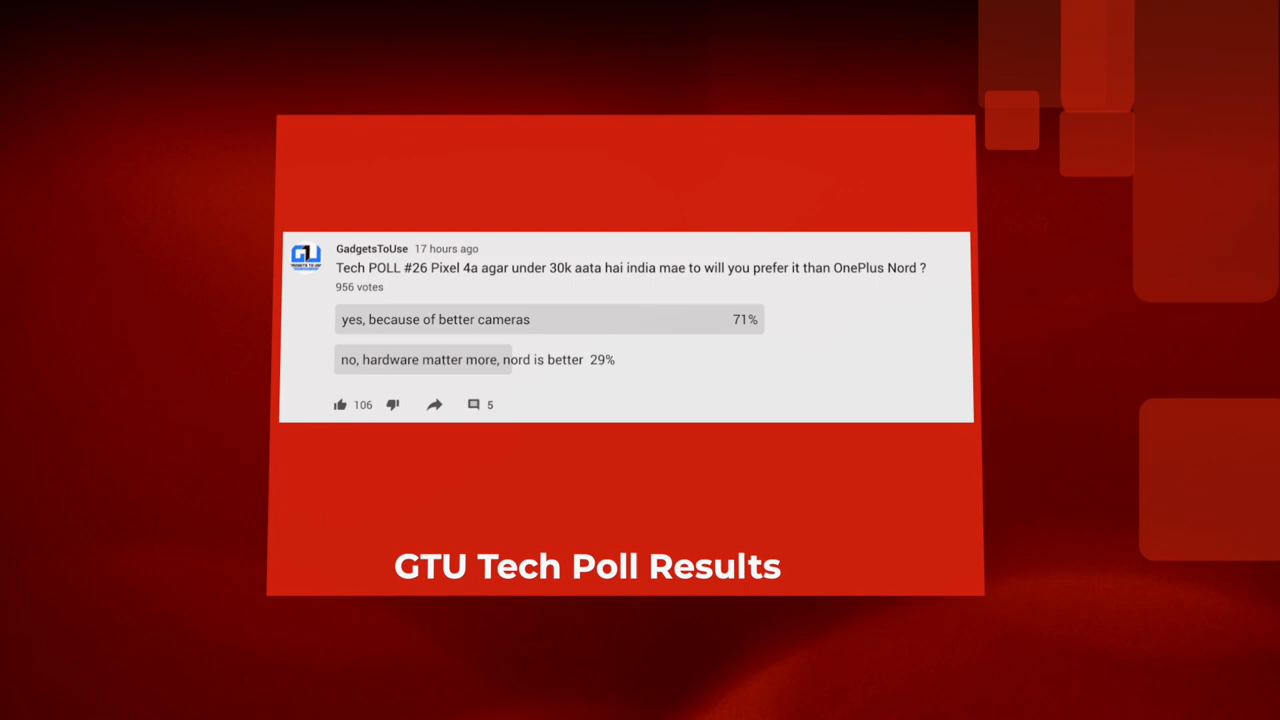 GadgetsToUse 17 hours ago
Tech POLL #26 Pixel 4a agar under 30k aata hai india mae to will you prefer it than OnePlus Nord ?
956 votes
yes, because of better cameras 71%
no, hardware matter more, nord is better 29%
106 5
GTU Tech Poll Results